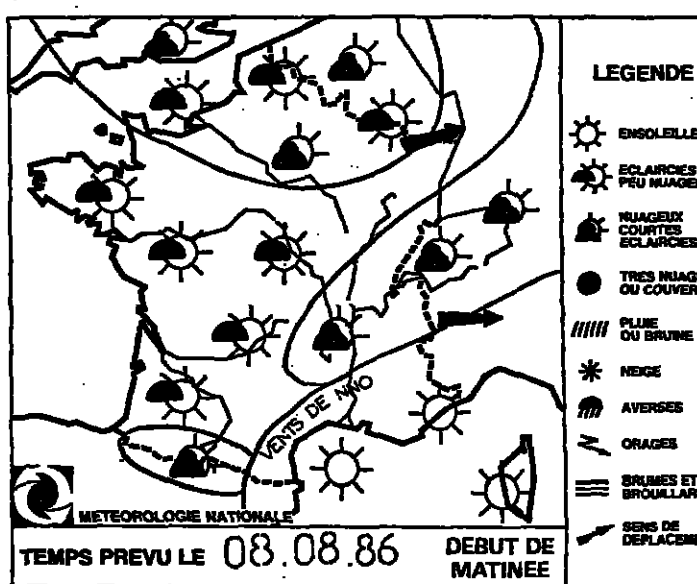 LEGENDE
ENSOLEILLE
ECLAIRCIES
PEU NUAGE
NUAGEUX
COURTES
ECLAIRCIES
TRES NUAG
OU COUVER
PLUIE
OU BRUINE
NEIGE
AVERSES
ORAGES
BRUMES ET
BROUILLAR
SENS DE
DEPLACEME
VENTS DE NNO
METEOROLOGIE NATIONALE
TEMPS PREVU LE 08.08.86 DEBUT DE
MATINEE